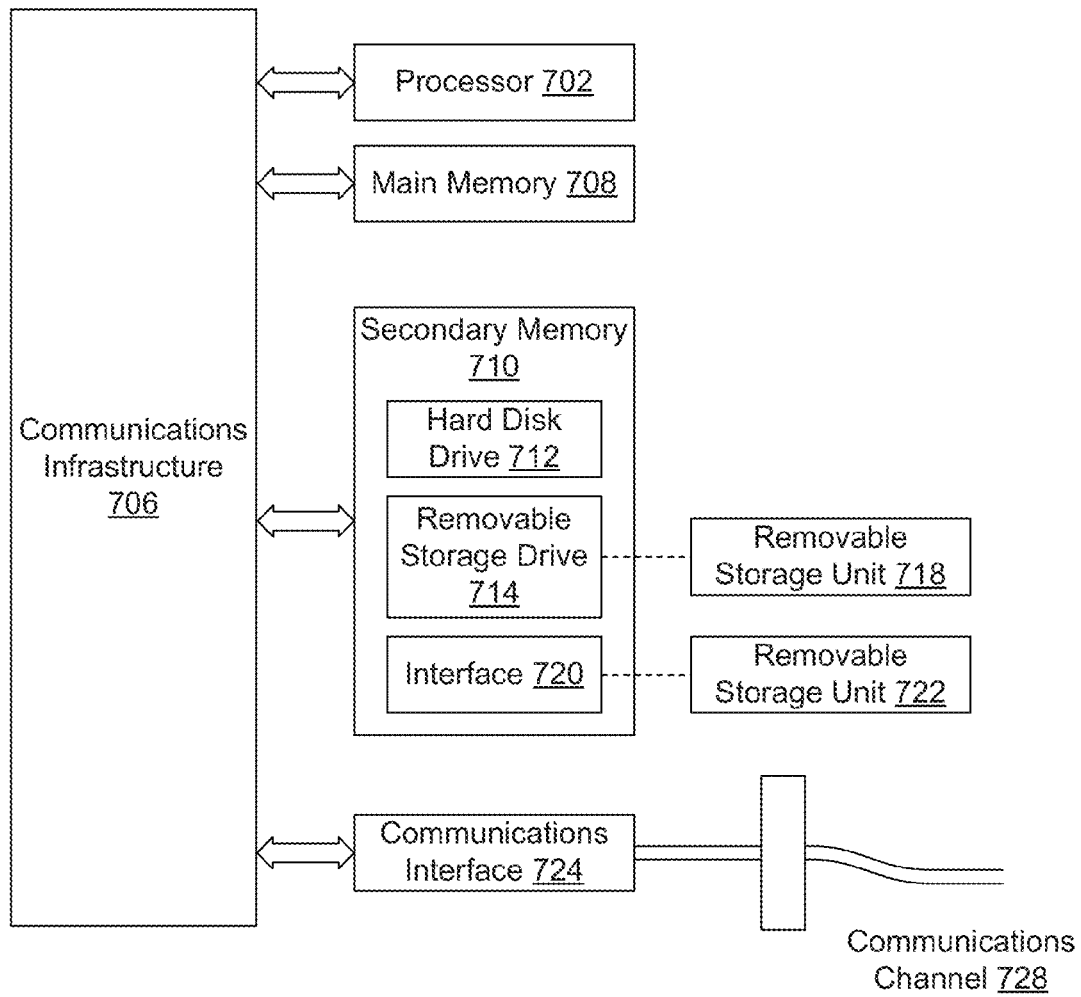 Processor 702
Main Memory 708
Secondary Memory
710
Hard Disk
Drive 712
Communications
Infrastructure
706
Removable
Storage Drive
714
Removable
Storage Unit 718
Interface 720
Removable
Storage Unit 722
Communications
Interface 724
Communications
Channel 728